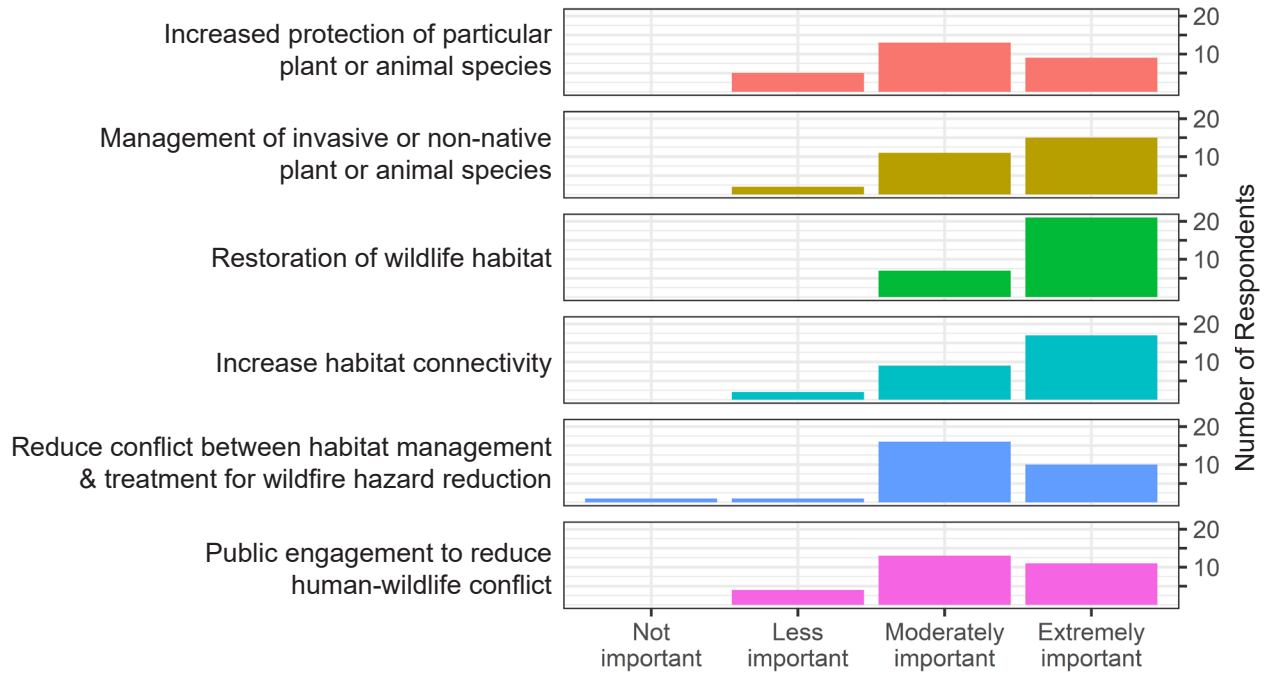 Increased protection of particular
plant or animal species
20
10
Management of invasive or non-native
plant or animal species
20
10
Restoration of wildlife habitat
20
10
Increase habitat connectivity
20
10
Reduce conflict between habitat management
& treatment for wildfire hazard reduction
20
10
Public engagement to reduce
human-wildlife conflict
20
10
Number of Respondents
Not
important
Less
important
Moderately
important
Extremely
important